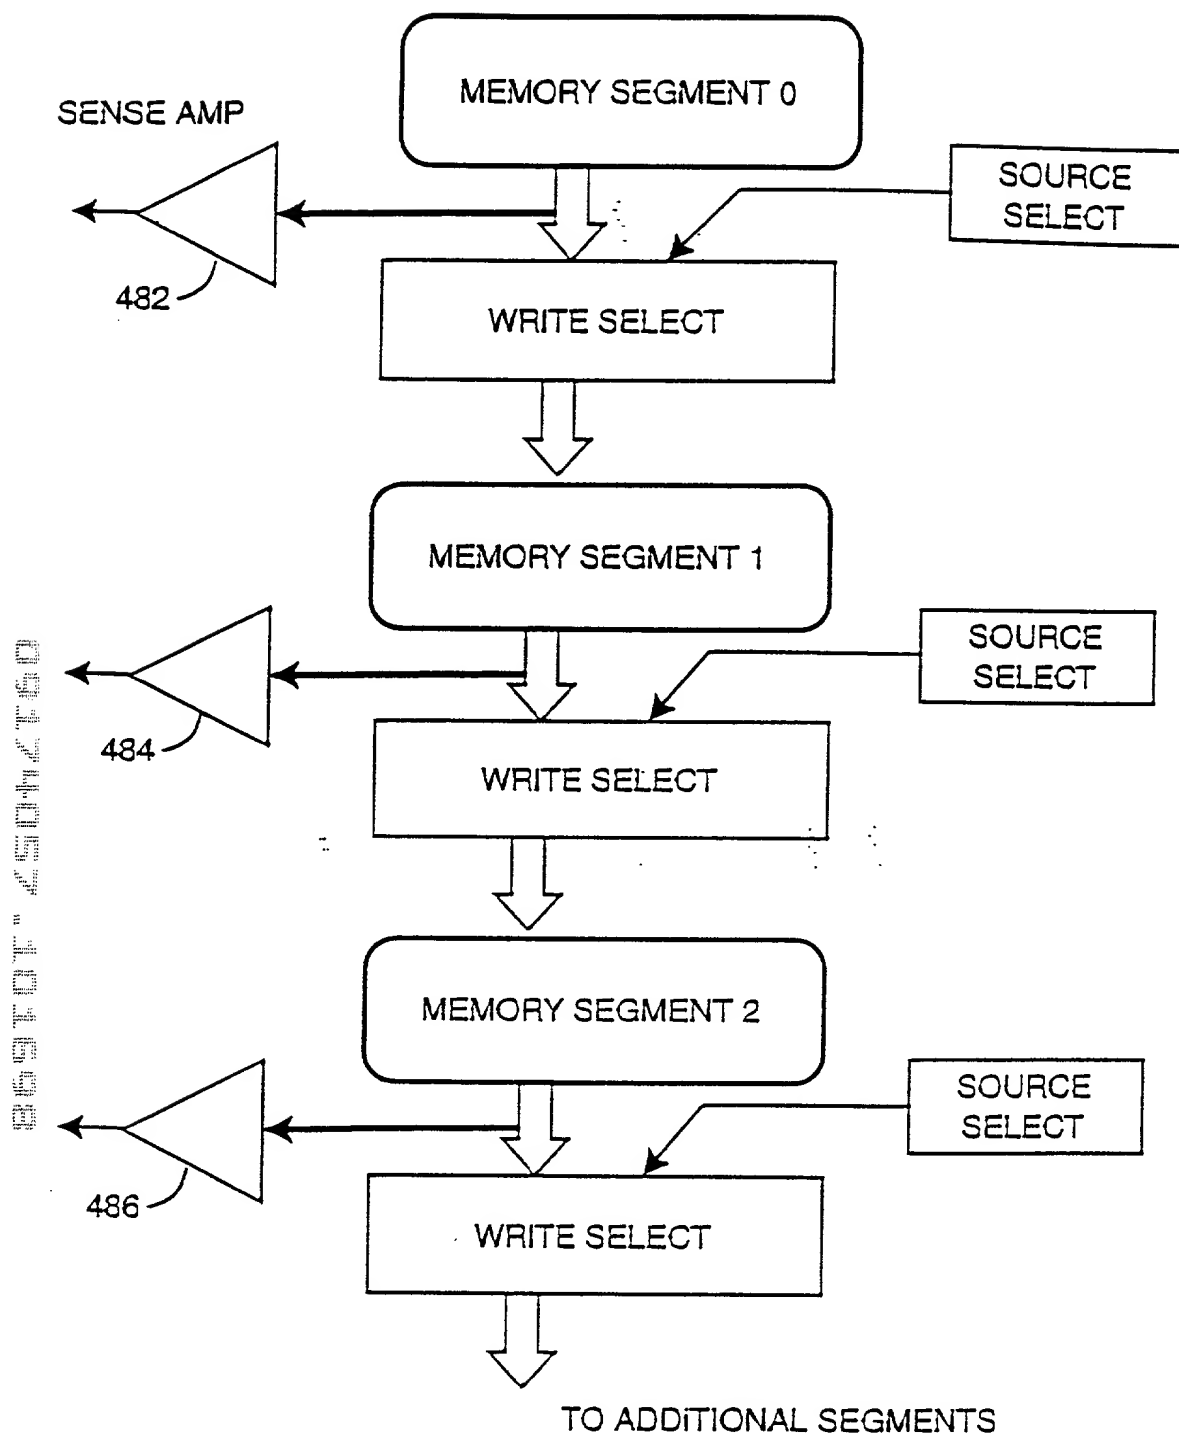 MEMORY SEGMENT 0
SENSE AMP
SOURCE
SELECT
482
WRITE SELECT
MEMORY SEGMENT 1
SOURCE
SELECT
484
WRITE SELECT
MEMORY SEGMENT 2
SOURCE
SELECT
486
WRITE SELECT
TO ADDITIONAL SEGMENTS